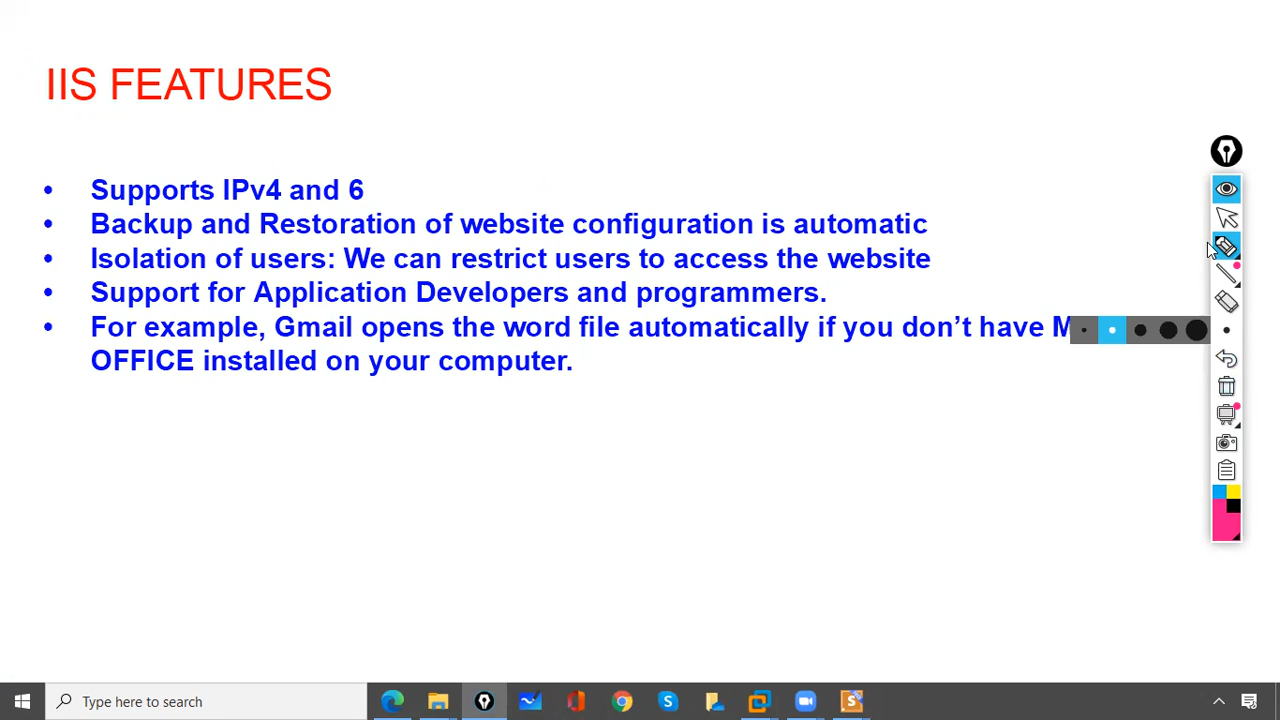 IIS FEATURES
• Supports IPv4 and 6
• Backup and Restoration of website configuration is automatic
• Isolation of users: We can restrict users to access the website
• Support for Application Developers and programmers.
• For example, Gmail opens the word file automatically if you don’t have
OFFICE installed on your computer.
Type here to search